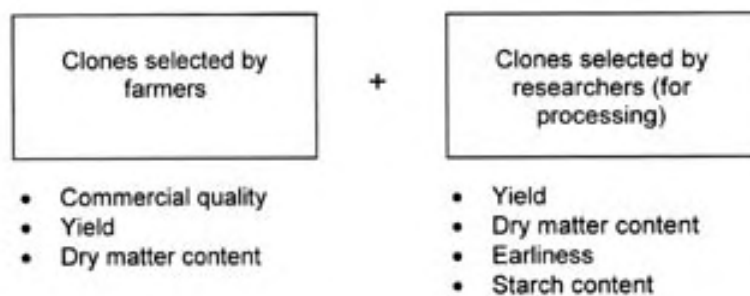 Clones selected by
farmers
+
Clones selected by
researchers (for
processing)
• Commercial quality
• Yield
• Dry matter content
• Yield
• Dry matter content
• Earliness
• Starch content